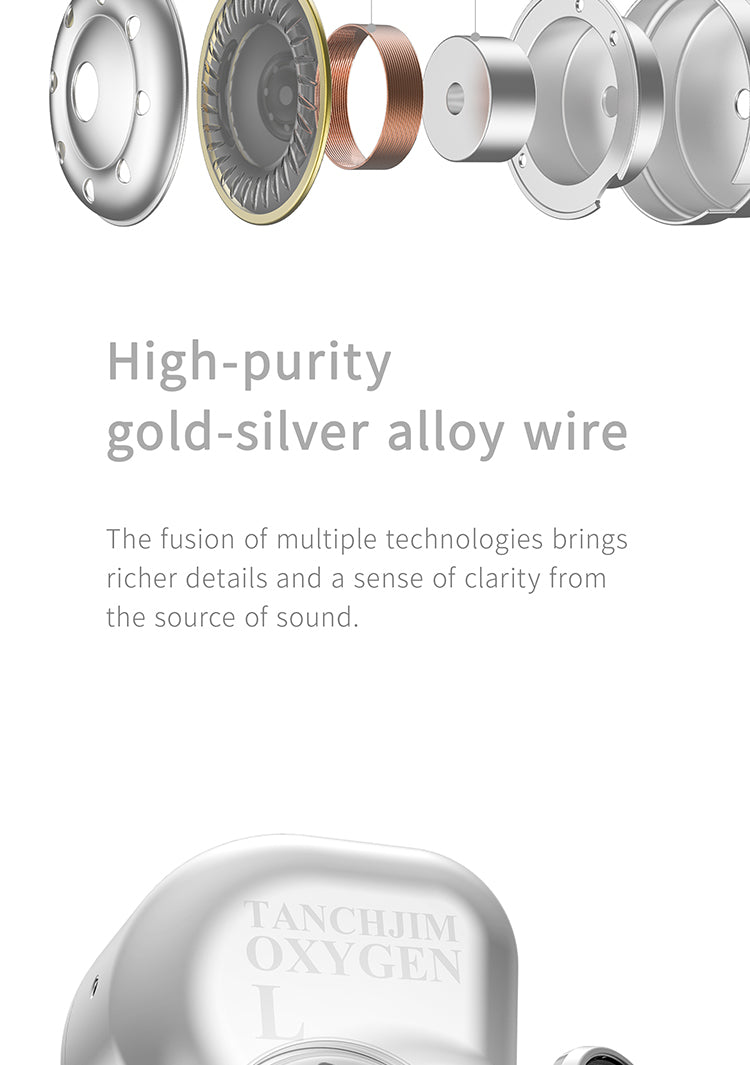 High-purity
gold-silver alloy wire
The fusion of multiple technologies brings
richer details and a sense of clarity from
the source of sound.
TANCHJIM
OXYGEN
L